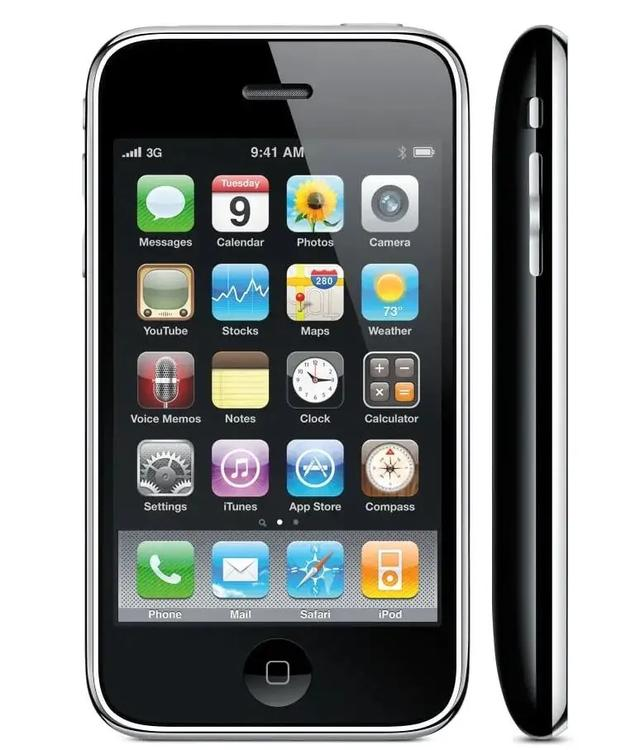 3G 9:41 AM
Tuesday
9
Messages Calendar Photos Camera
280
73°
YouTube Stocks Maps Weather
Voice Memos Notes Clock Calculator
Settings iTunes App Store Compass
Phone Mail Safari iPod